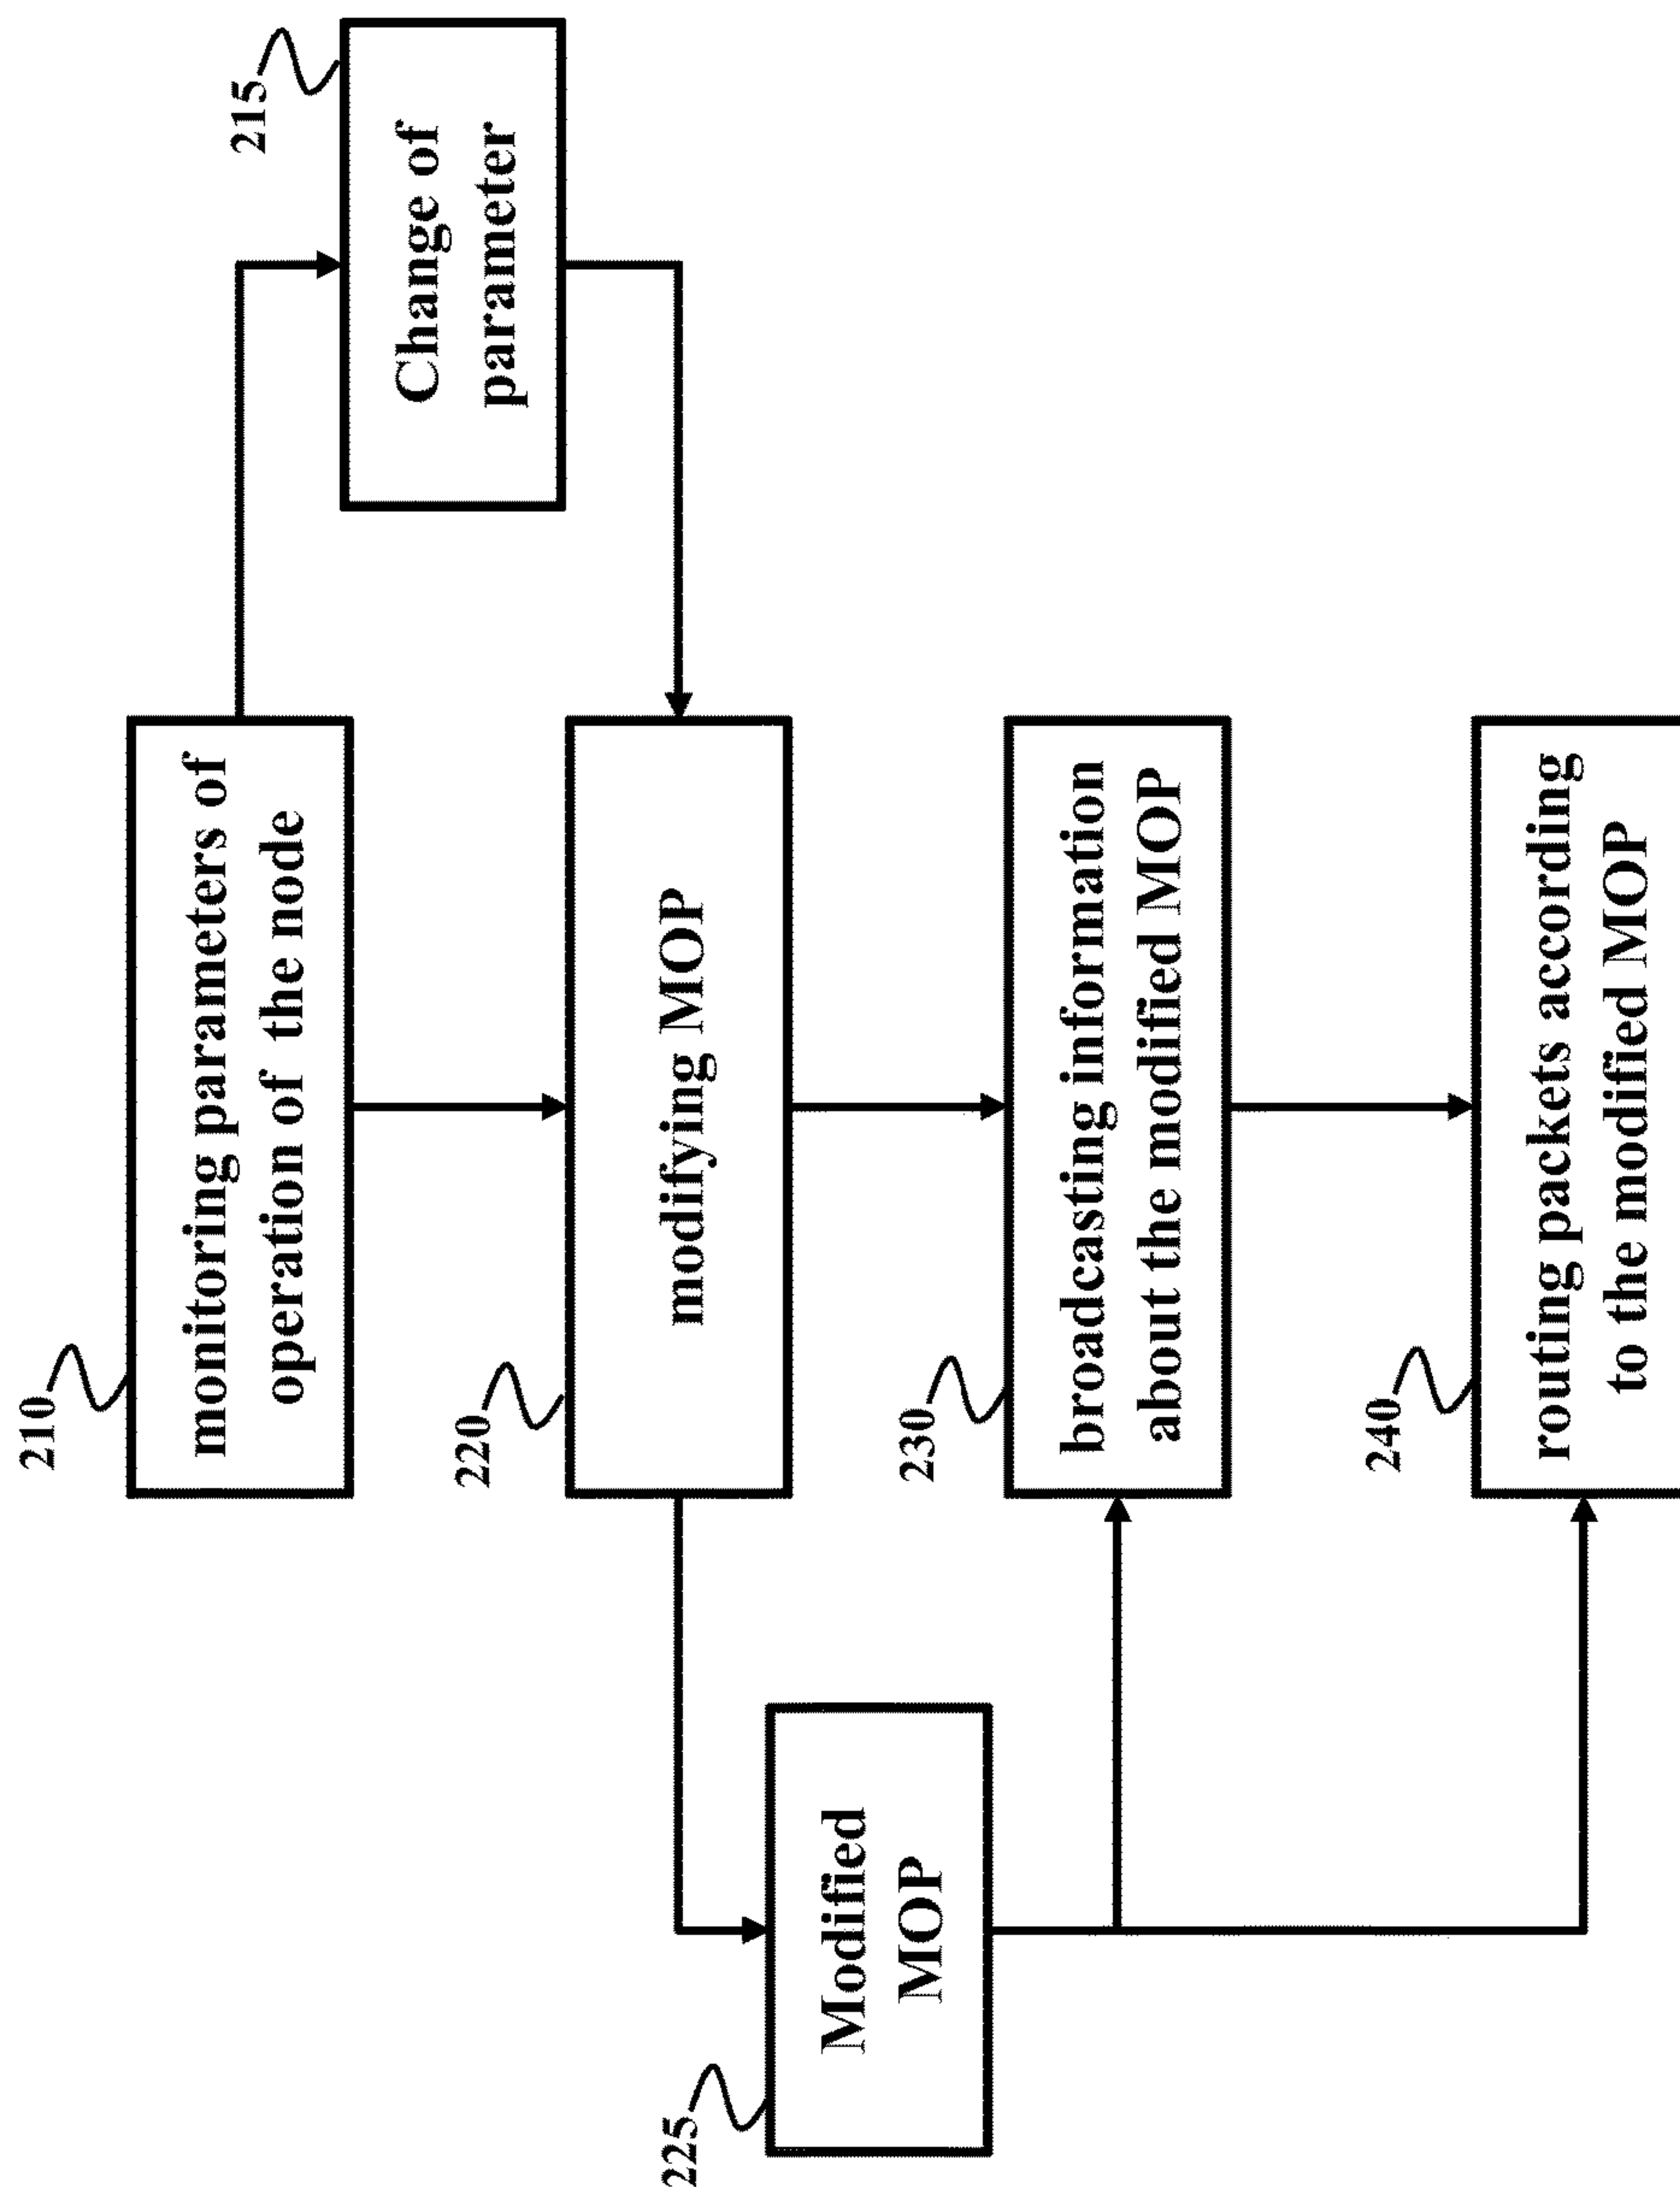 210
monitoring parameters of
operation of the node
215
Change of
parameter
220
modifying MOP
225
Modified
MOP
230
broadcasting information
about the modified MOP
240
routing packets according
to the modified MOP